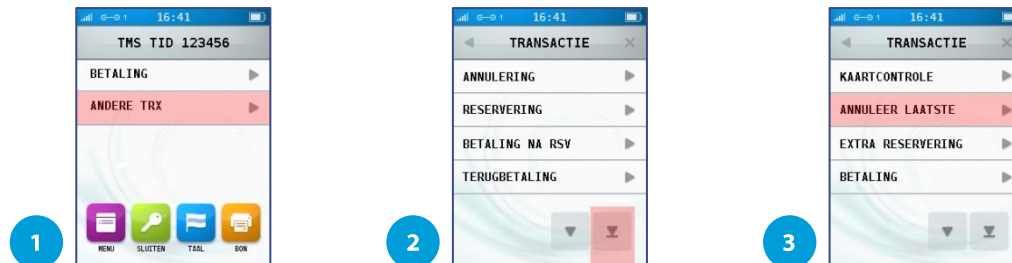 16:41
TMS TID 123456
BETALING
ANDERE TRX
MENU SLUITEN TAAL BON
1
16:41
TRANSACTIE
ANNULERING
RESERVERING
BETALING NA RSV
TERUGBETALING
2
16:41
TRANSACTIE
KAARTCONTROLE
ANNULEER LAATSTE
EXTRA RESERVERING
BETALING
3